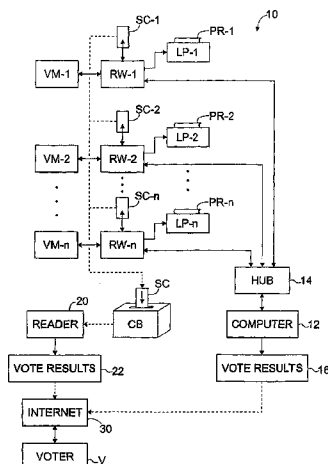 10
SC-1
PR-1
LP-1
VM-1
RW-1
SC-2
PR-2
LP-2
VM-2
RW-2
SC-n
PR-n
LP-n
VM-n
RW-n
HUB
14
SC
20
READER
CB
COMPUTER
12
VOTE RESULTS
22
VOTE RESULTS
16
INTERNET
30
VOTER
V